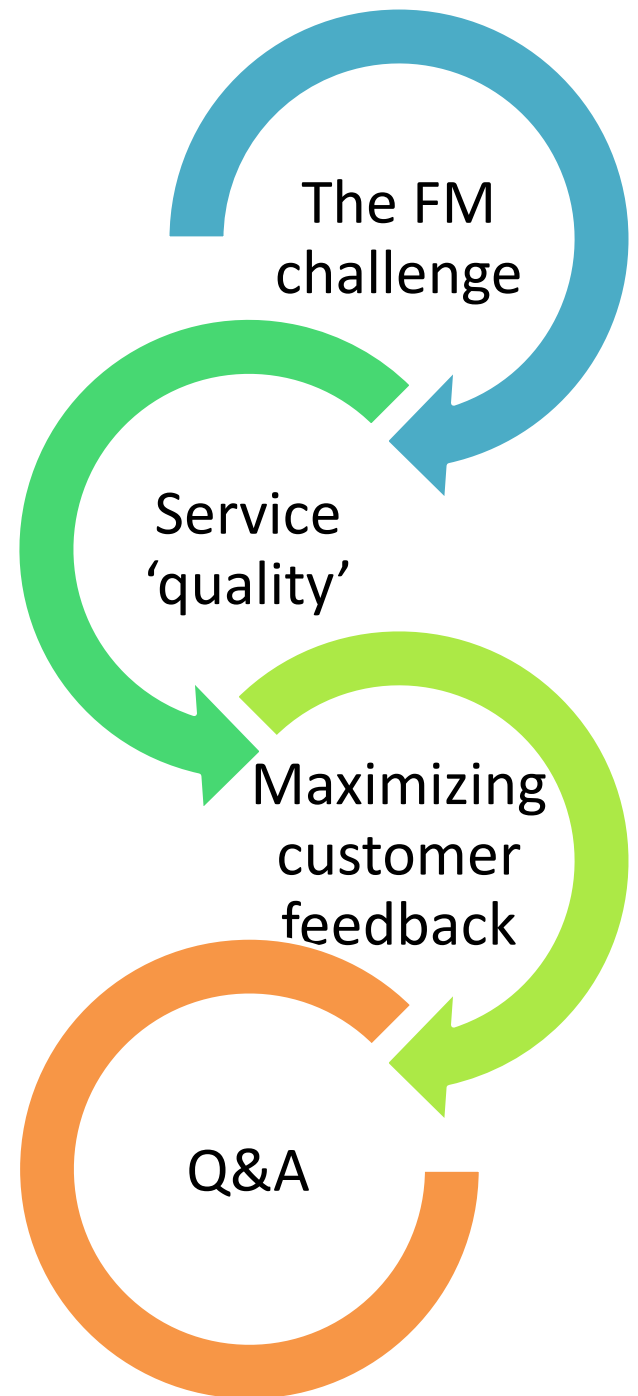 The FM
challenge
Service
‘quality’
Maximizing
customer
feedback
Q&A